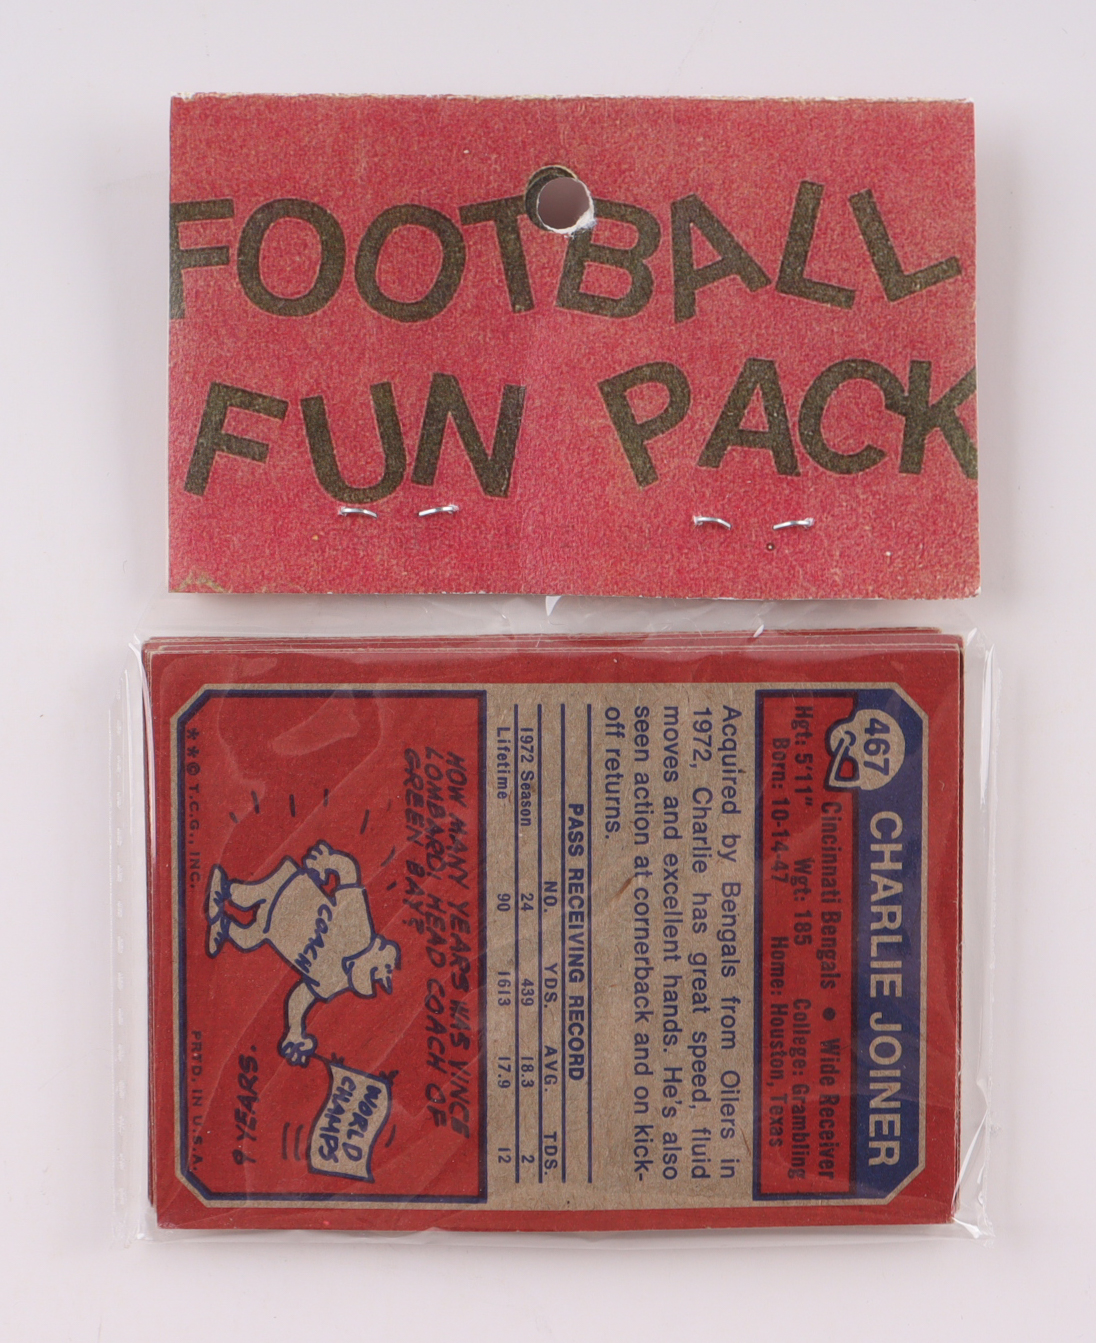 FOOTBALL
FUN PACK
467 CHARLIE JOINER
Cincinnati Bengals • Wide Receiver
Hgt: 5'11" Wgt: 185 College: Grambling
Born: 10-14-47 Home: Houston, Texas
Acquired by Bengals from Oilers in
1972, Charlie has great speed, fluid
moves and excellent hands. He's also
seen action at cornerback and on kick-
off returns.
PASS RECEIVING RECORD
NO. YDS. AVG. TDS.
1972 Season 24 439 18.3 2
Lifetime 90 1613 17.9 12
HOW MANY YEARS WAS VINCE
LOMBARDI HEAD COACH OF
GREEN BAY?
COACH
WORLD
CHAMPS
9 YEARS.
**© T.C.G., INC. PRTD. IN U.S.A.